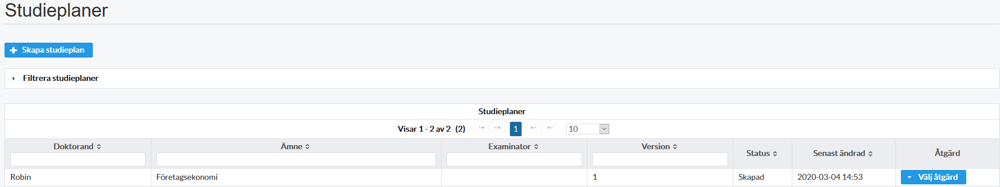 Studieplaner
Skapa studieplan
Filtrera studieplaner
Studieplaner
Visar 1 - 2 av 2 (2) 1 10
Doktorand Ämne Examinator Version Status Senast ändrad Åtgärd
Robin Företagsekonomi 1 Skapad 2020-03-04 14:53 Välj åtgärd